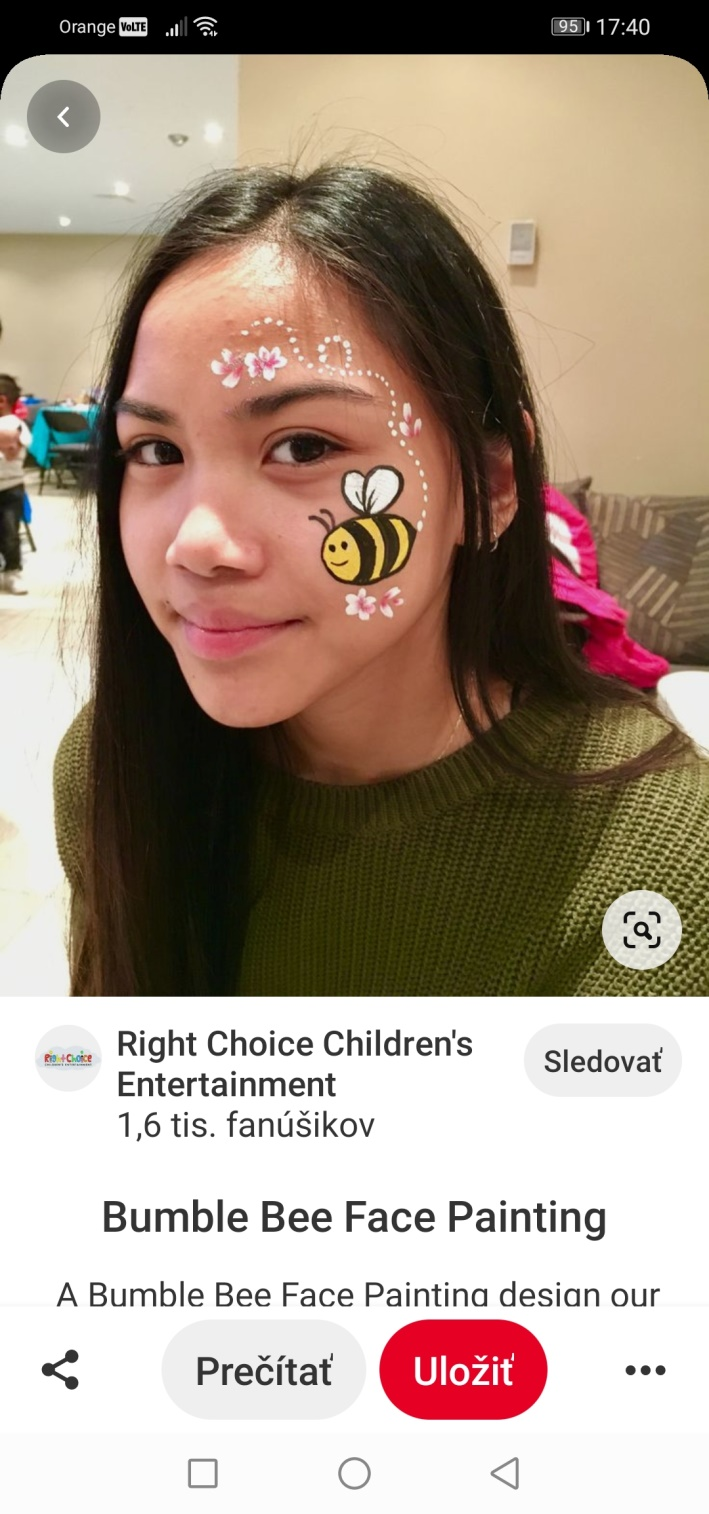 Orange VoLTE 95 17:40
Right Choice Children's
Entertainment
1,6 tis. fanúšikov
Sledovať
Bumble Bee Face Painting
A Bumble Bee Face Painting design our
Prečítať
Uložiť